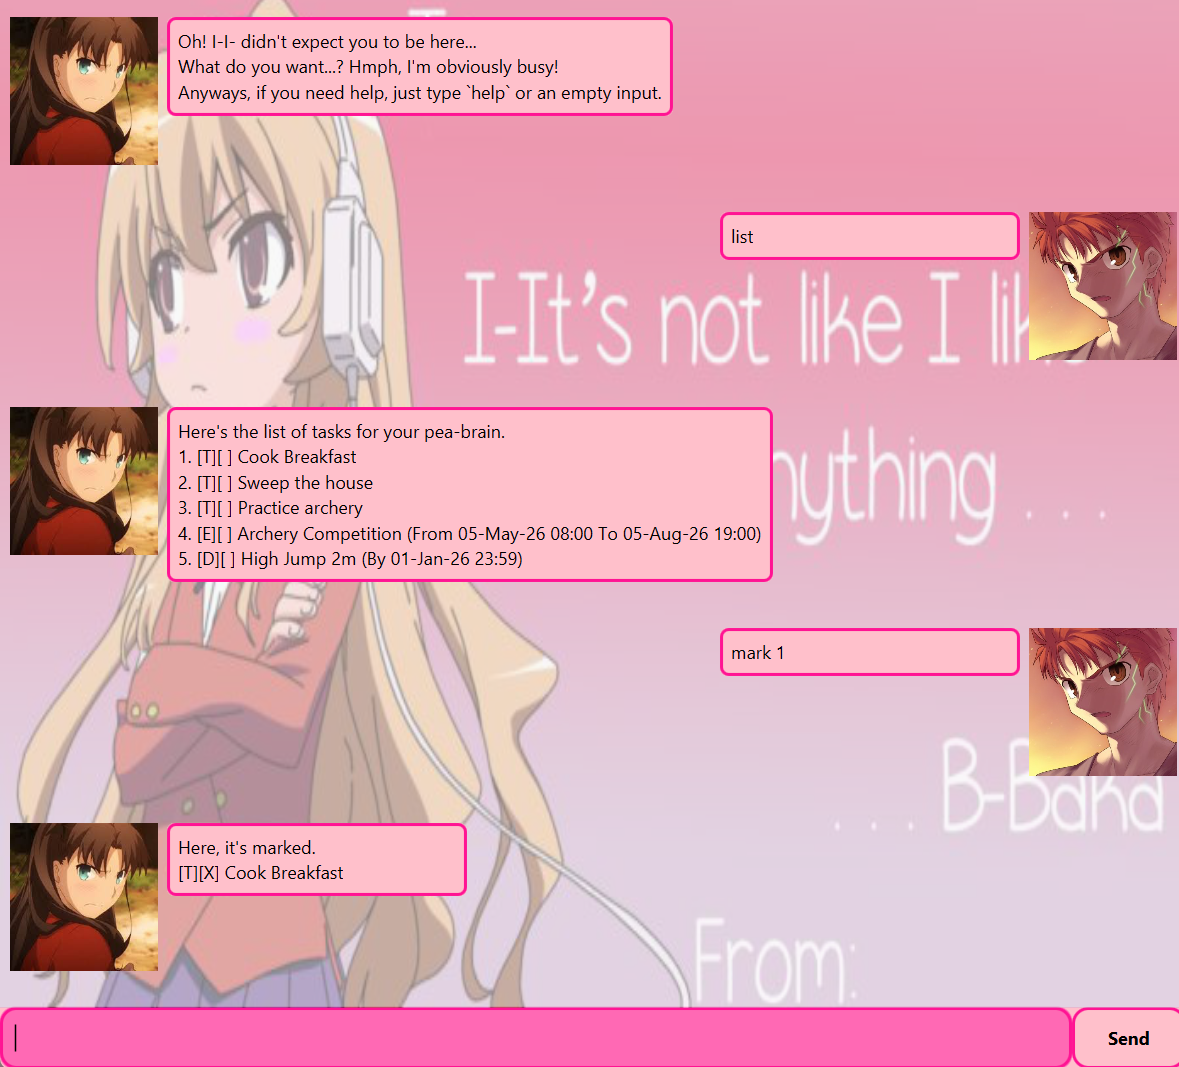 Oh! I-I- didn't expect you to be here...
What do you want...? Hmph, I'm obviously busy!
Anyways, if you need help, just type `help` or an empty input.
list
I-It's not like I
Here's the list of tasks for your pea-brain.
1. [T][ ] Cook Breakfast
2. [T][ ] Sweep the house
3. [T][ ] Practice archery
4. [E][ ] Archery Competition (From 05-May-26 08:00 To 05-Aug-26 19:00)
5. [D][ ] High Jump 2m (By 01-Jan-26 23:59)
nything . . .
mark 1
. . . B-Baka
Here, it's marked.
[T][X] Cook Breakfast
From:
Send